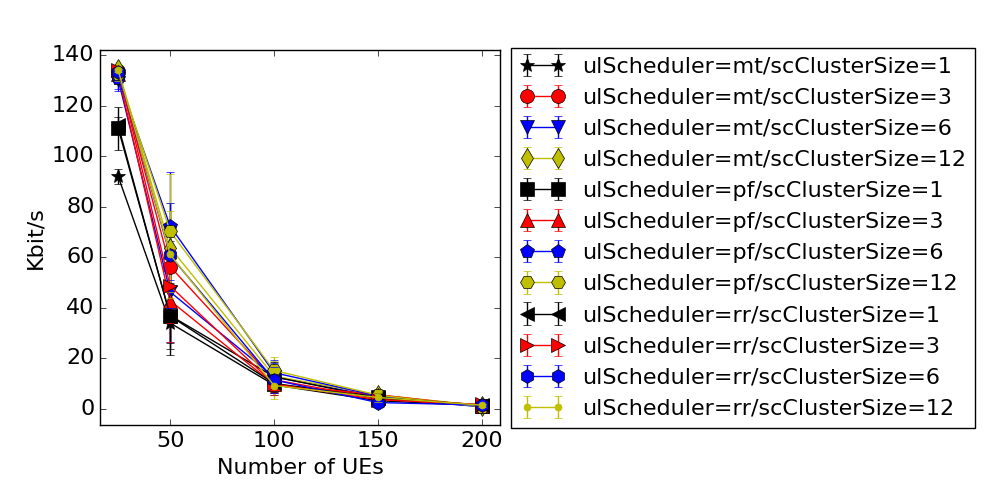 140
120
100
80
60
40
20
0
Kbit/s
50 100 150 200
Number of UEs
ulScheduler=mt/scClusterSize=1
ulScheduler=mt/scClusterSize=3
ulScheduler=mt/scClusterSize=6
ulScheduler=mt/scClusterSize=12
ulScheduler=pf/scClusterSize=1
ulScheduler=pf/scClusterSize=3
ulScheduler=pf/scClusterSize=6
ulScheduler=pf/scClusterSize=12
ulScheduler=rr/scClusterSize=1
ulScheduler=rr/scClusterSize=3
ulScheduler=rr/scClusterSize=6
ulScheduler=rr/scClusterSize=12